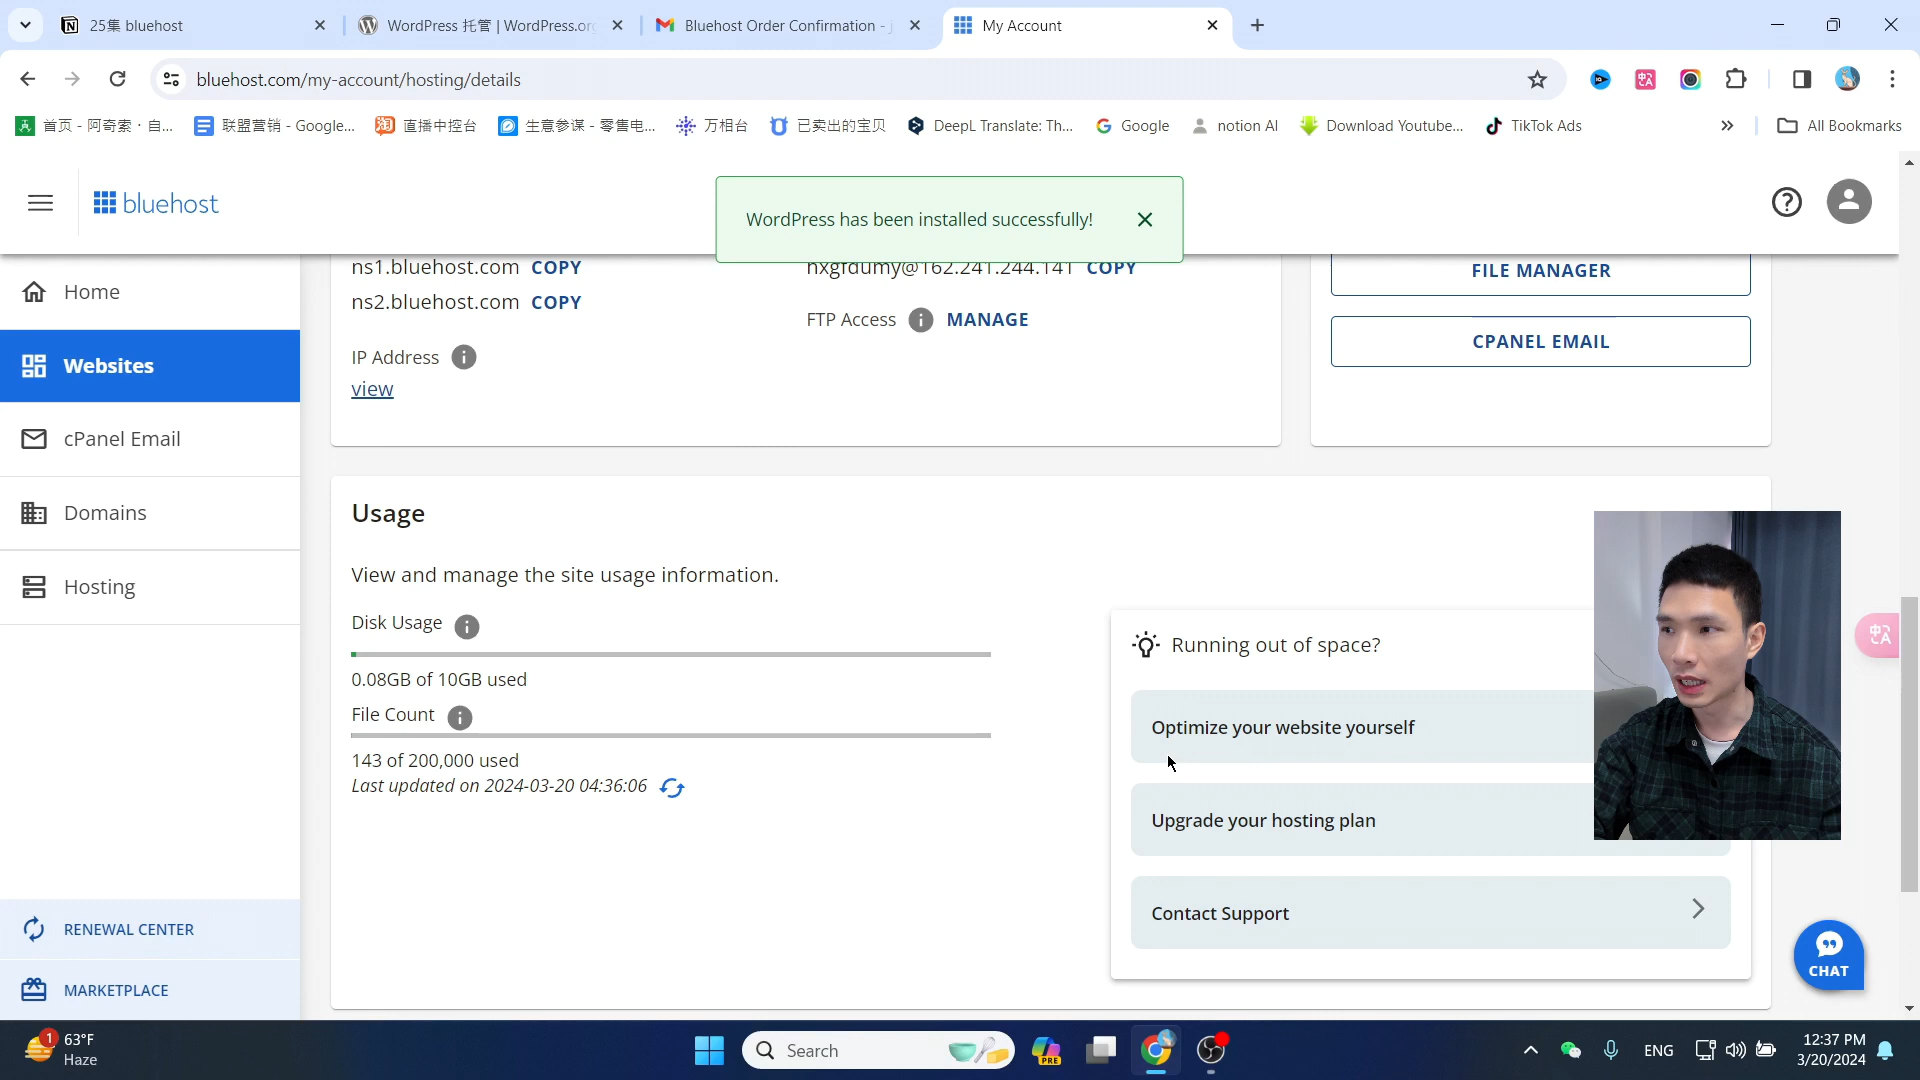 25集 bluehost
WordPress 托管 | WordPress.or
Bluehost Order Confirmation -
My Account
bluehost.com/my-account/hosting/details
首页 - 阿奇索 · 自...
联盟营销 - Google...
直播中控台
生意参谋 - 零售电...
万相台
已卖出的宝贝
DeepL Translate: Th...
Google
notion AI
Download Youtube...
TikTok Ads
All Bookmarks
bluehost
WordPress has been installed successfully!
Home
Websites
cPanel Email
Domains
Hosting
RENEWAL CENTER
MARKETPLACE
ns1.bluehost.com COPY
ns2.bluehost.com COPY
IP Address
view
hxgfdumy@162.241.244.141 COPY
FTP Access MANAGE
FILE MANAGER
CPANEL EMAIL
Usage
View and manage the site usage information.
Disk Usage
0.08GB of 10GB used
File Count
143 of 200,000 used
Last updated on 2024-03-20 04:36:06
Running out of space?
Optimize your website yourself
Upgrade your hosting plan
Contact Support
CHAT
1
63°F
Haze
Search
PRE
ENG
12:37 PM
3/20/2024